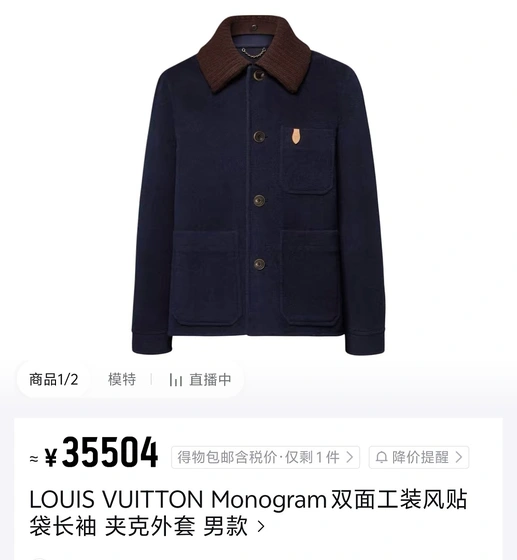 商品1/2
模特
直播中
≈ ¥35504
得物包邮含税价·仅剩1件 >
降价提醒 >
LOUIS VUITTON Monogram双面工装风贴
袋长袖 夹克外套 男款 >